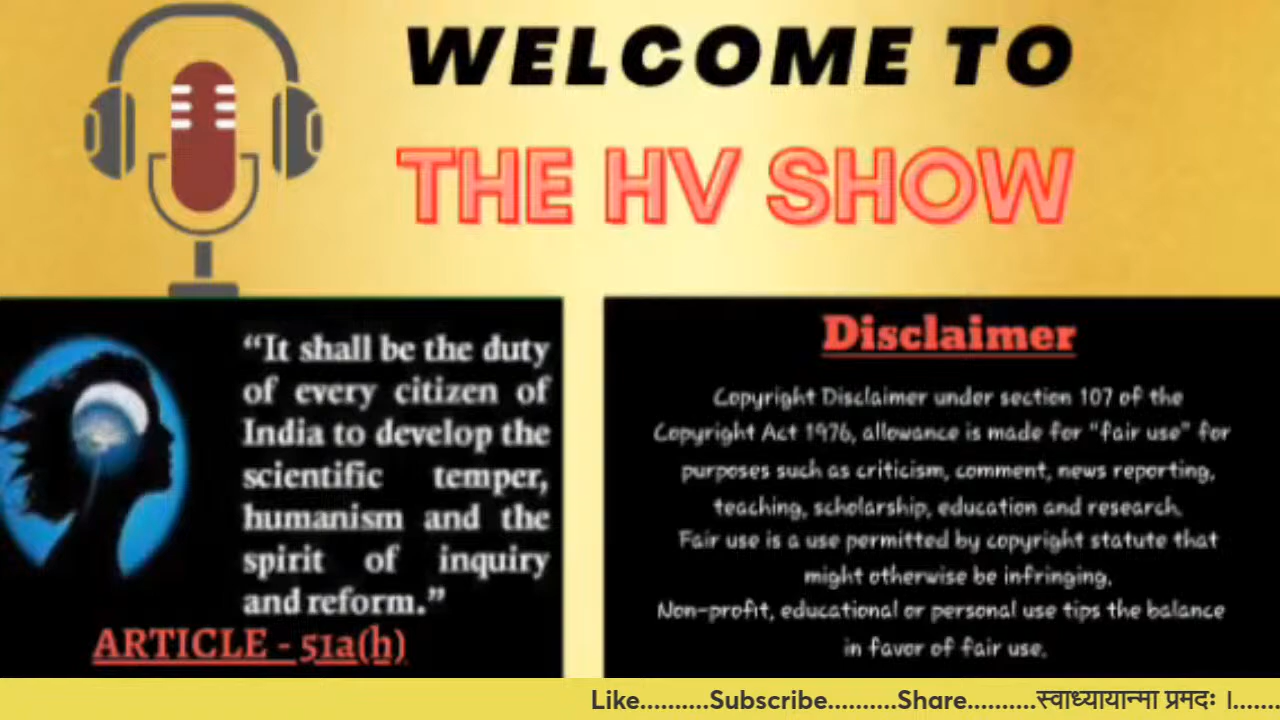 WELCOME TO
THE HV SHOW
“It shall be the duty
of every citizen of
India to develop the
scientific temper,
humanism and the
spirit of inquiry
and reform.”
ARTICLE - 51a(h)
Disclaimer
Copyright Disclaimer under section 107 of the
Copyright Act 1976, allowance is made for "fair use" for
purposes such as criticism, comment, news reporting,
teaching, scholarship, education and research.
Fair use is a use permitted by copyright statute that
might otherwise be infringing.
Non-profit, educational or personal use tips the balance
in favor of fair use.
Like..........Subscribe..........Share..........स्वाध्यायान्मा प्रमदः ।.......